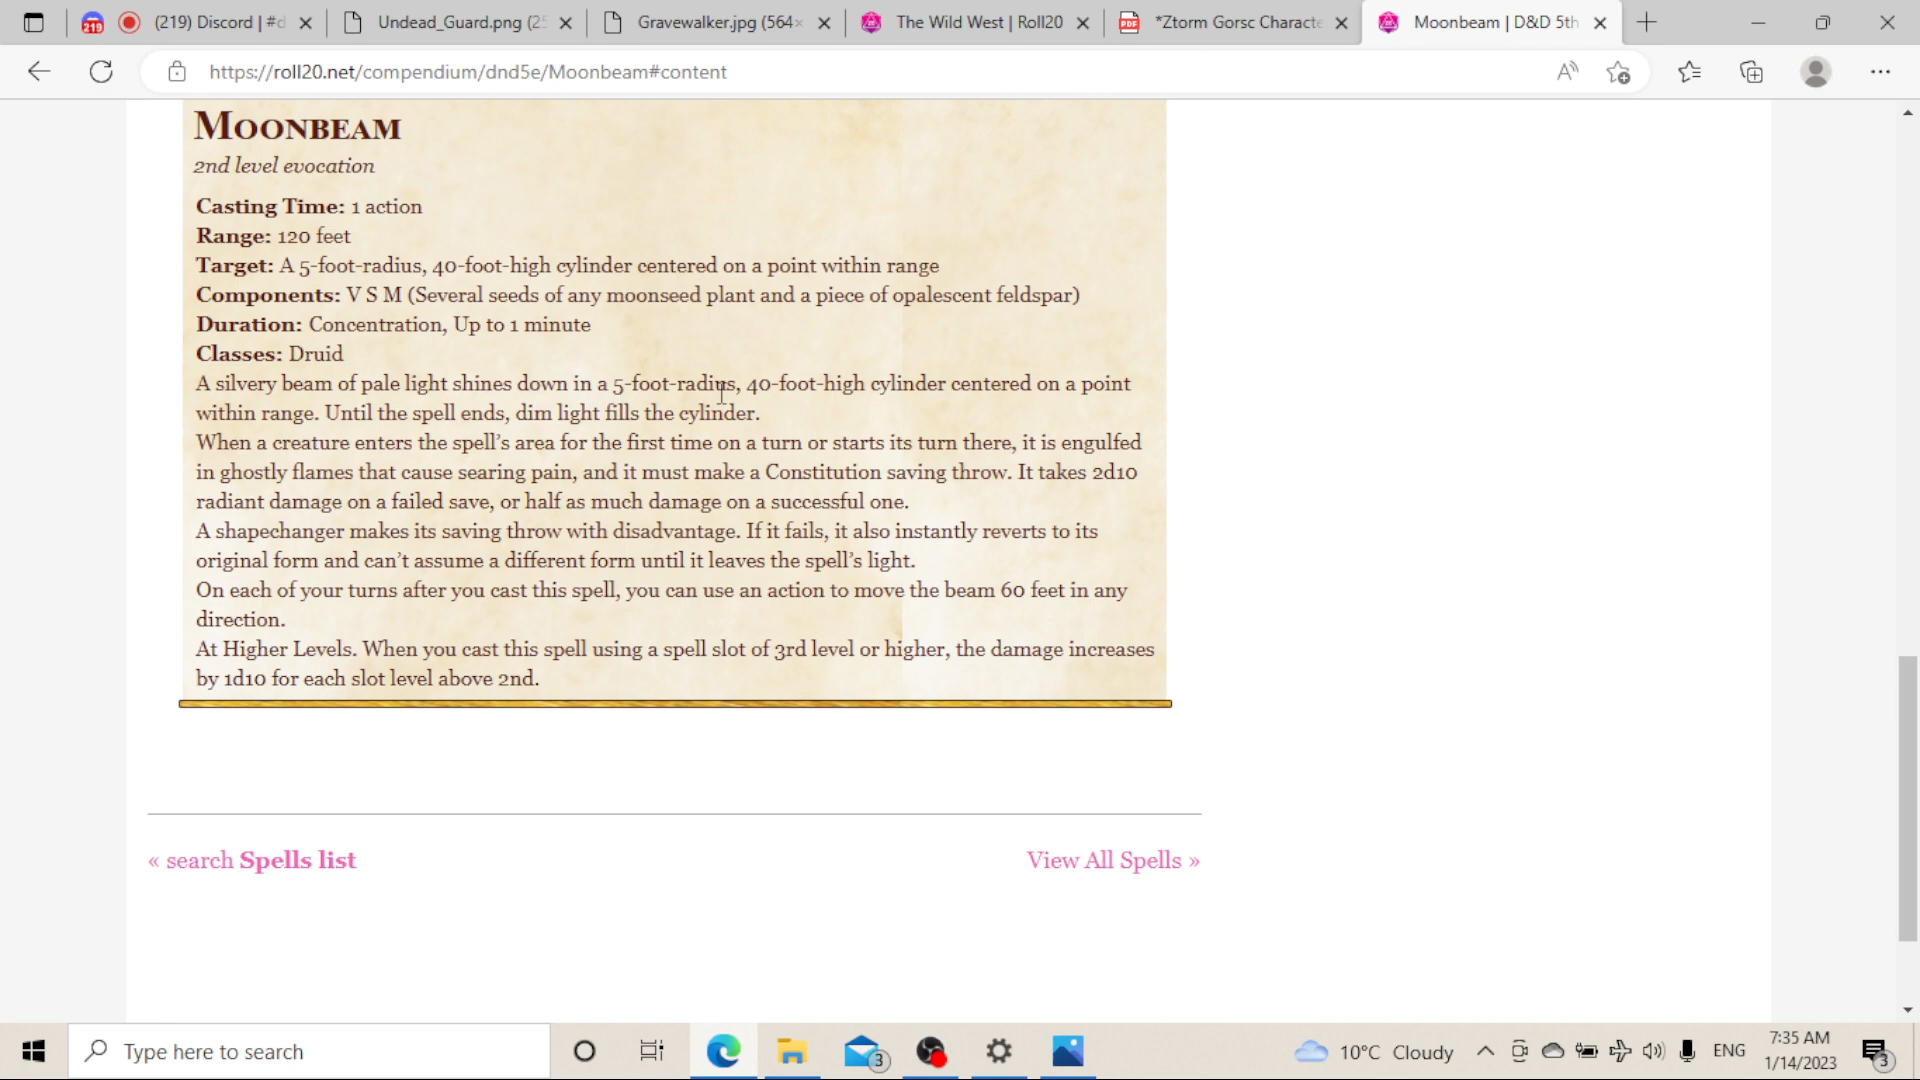 219
(219) Discord | #d
Undead_Guard.png (25
Gravewalker.jpg (564×
The Wild West | Roll20
PDF
*Ztorm Gorsc Characte
Moonbeam | D&D 5th
https://roll20.net/compendium/dnd5e/Moonbeam#content
MOONBEAM
2nd level evocation
Casting Time: 1 action
Range: 120 feet
Target: A 5-foot-radius, 40-foot-high cylinder centered on a point within range
Components: V S M (Several seeds of any moonseed plant and a piece of opalescent feldspar)
Duration: Concentration, Up to 1 minute
Classes: Druid
A silvery beam of pale light shines down in a 5-foot-radius, 40-foot-high cylinder centered on a point
within range. Until the spell ends, dim light fills the cylinder.
When a creature enters the spell's area for the first time on a turn or starts its turn there, it is engulfed
in ghostly flames that cause searing pain, and it must make a Constitution saving throw. It takes 2d10
radiant damage on a failed save, or half as much damage on a successful one.
A shapechanger makes its saving throw with disadvantage. If it fails, it also instantly reverts to its
original form and can't assume a different form until it leaves the spell's light.
On each of your turns after you cast this spell, you can use an action to move the beam 60 feet in any
direction.
At Higher Levels. When you cast this spell using a spell slot of 3rd level or higher, the damage increases
by 1d10 for each slot level above 2nd.
« search Spells list
View All Spells »
Type here to search
3
10°C Cloudy
ENG
7:35 AM
1/14/2023
3